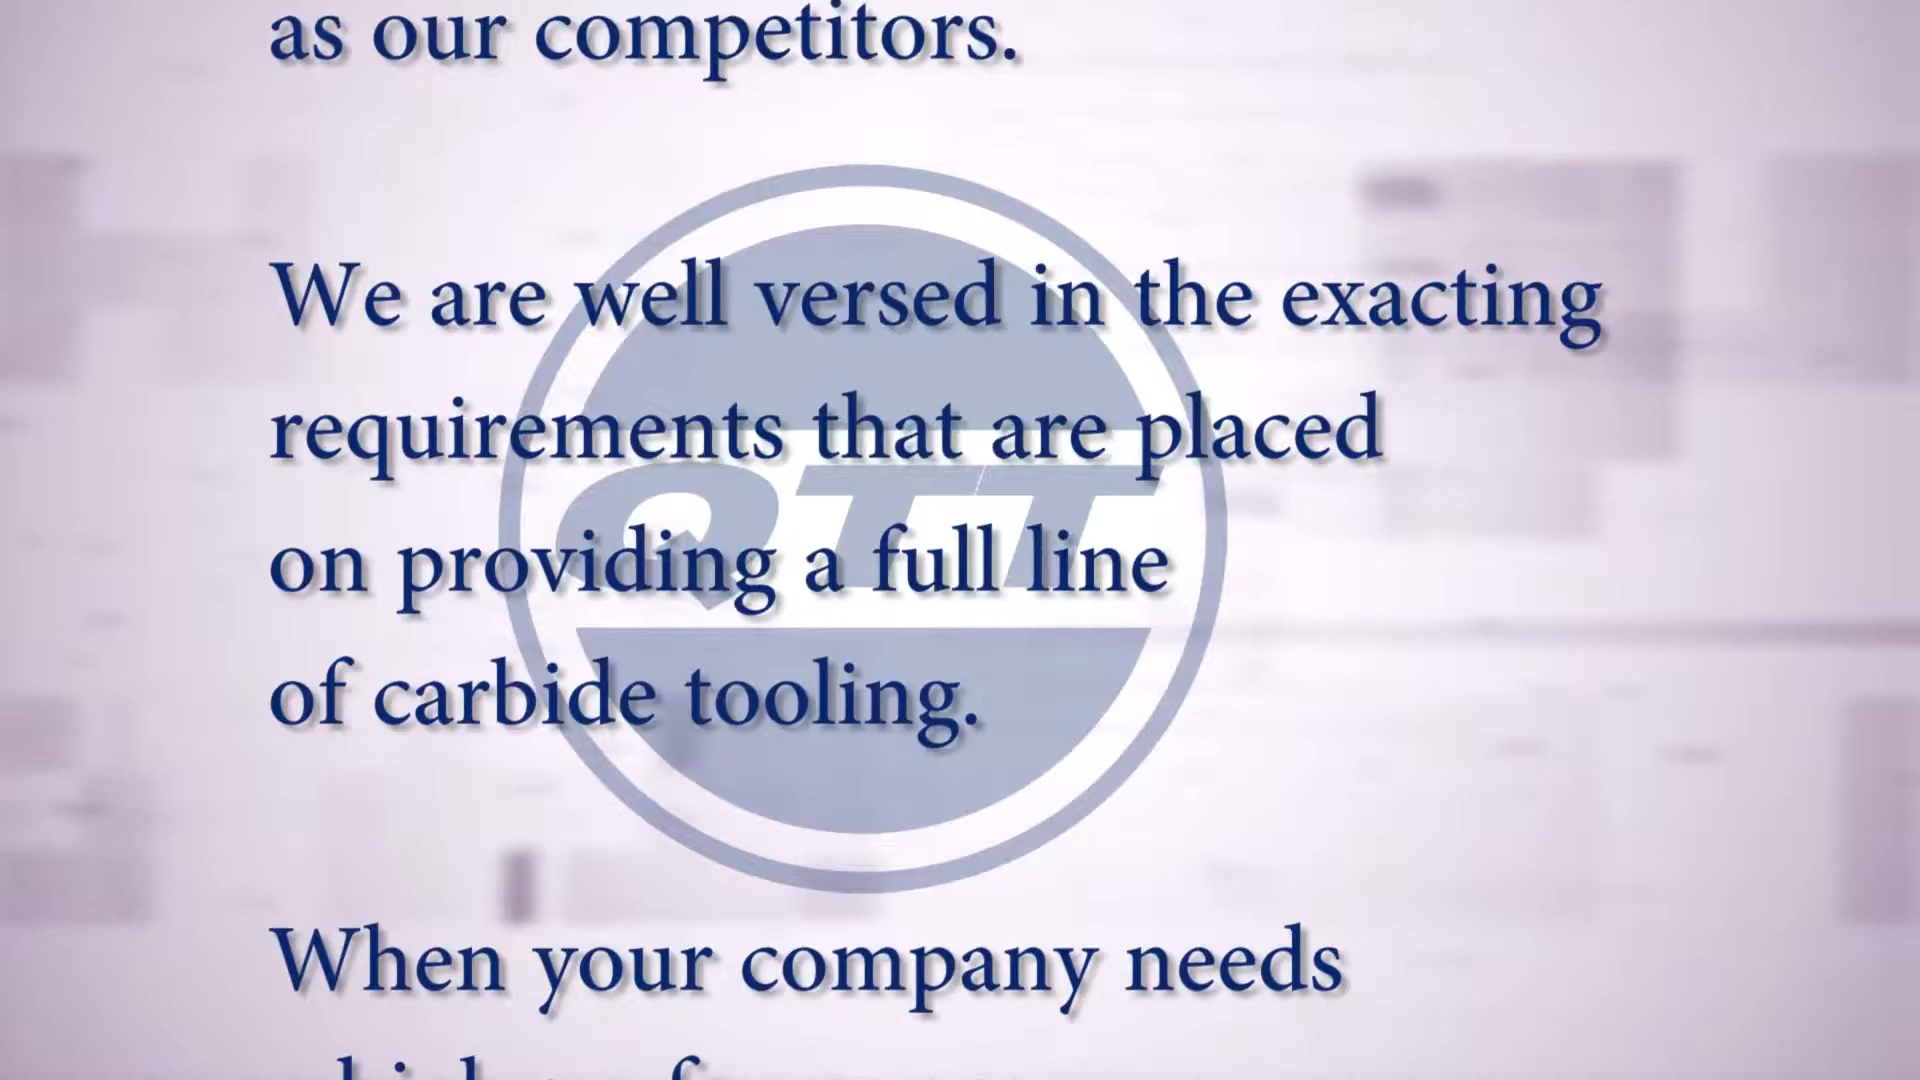 as our competitors.
We are well versed in the exacting
requirements that are placed
QTT
on providing a full line
of carbide tooling.
When your company needs